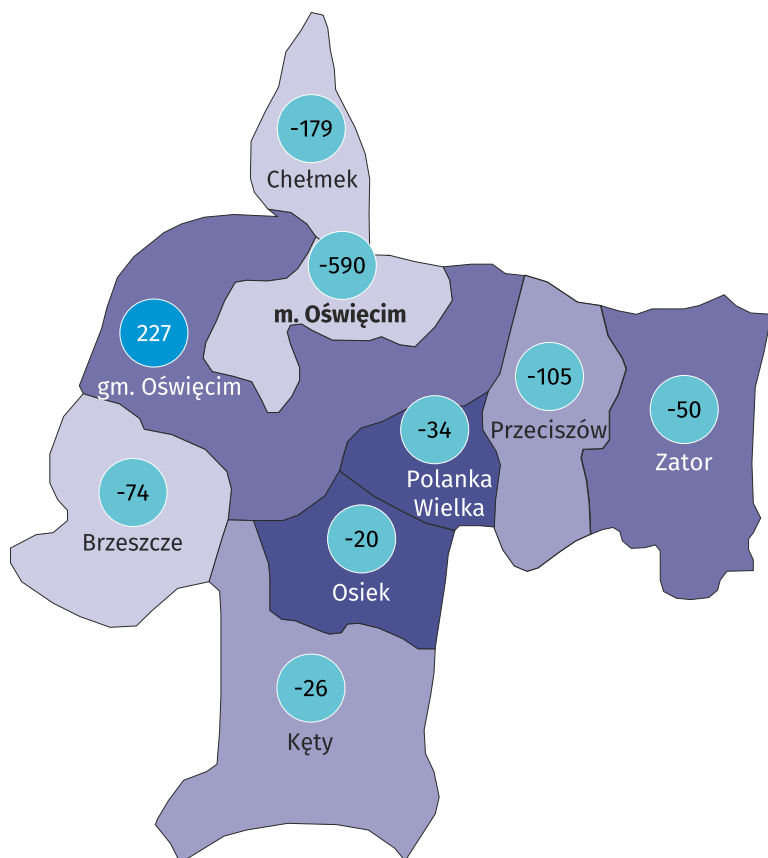 -179
Chełmek
-590
m. Oświęcim
227
gm. Oświęcim
-105
Przeciszów
-50
Zator
-34
Polanka
Wielka
-74
Brzeszcze
-20
Osiek
-26
Kęty